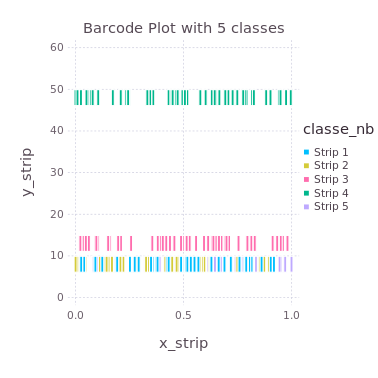 Barcode Plot with 5 classes
60
50
40
30
20
10
0
y_strip
0.0
0.5
1.0
x_strip
classe_nb
Strip 1
Strip 2
Strip 3
Strip 4
Strip 5